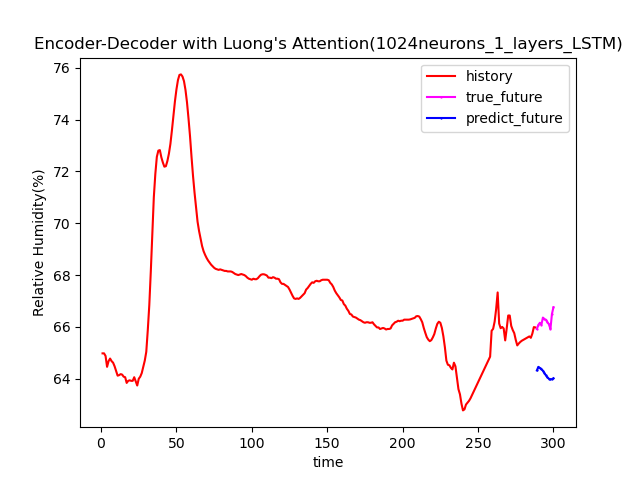 Encoder-Decoder with Luong's Attention(1024neurons_1_layers_LSTM)
history
true_future
predict_future
Relative Humidity(%)
76
74
72
70
68
66
64
0 50 100 150 200 250 300
time